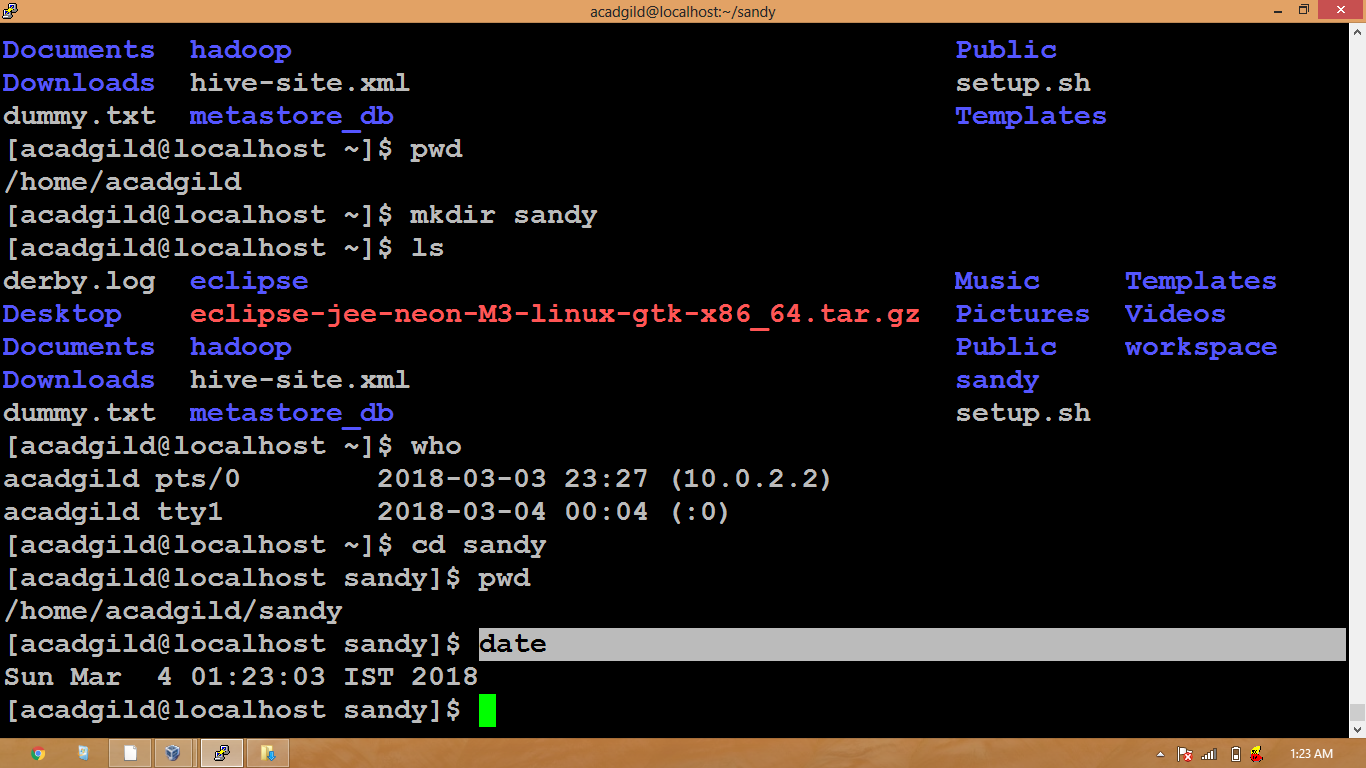 acadgild@localhost:~/sandy
Documents  hadoop                                       Public
Downloads  hive-site.xml                                setup.sh
dummy.txt  metastore_db                                 Templates
[acadgild@localhost ~]$ pwd
/home/acadgild
[acadgild@localhost ~]$ mkdir sandy
[acadgild@localhost ~]$ ls
derby.log  eclipse                                      Music     Templates
Desktop    eclipse-jee-neon-M3-linux-gtk-x86_64.tar.gz  Pictures  Videos
Documents  hadoop                                       Public    workspace
Downloads  hive-site.xml                                sandy
dummy.txt  metastore_db                                 setup.sh
[acadgild@localhost ~]$ who
acadgild pts/0        2018-03-03 23:27 (10.0.2.2)
acadgild tty1         2018-03-04 00:04 (:0)
[acadgild@localhost ~]$ cd sandy
[acadgild@localhost sandy]$ pwd
/home/acadgild/sandy
[acadgild@localhost sandy]$ date
Sun Mar  4 01:23:03 IST 2018
[acadgild@localhost sandy]$
1:23 AM